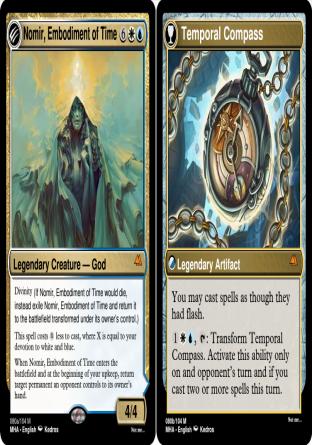 Nomir, Embodiment of Time 6
Legendary Creature — God
Divinity (If Nomir, Embodiment of Time would die,
instead exile Nomir, Embodiment of Time and return it
to the battlefield transformed under its owner's control.)
This spell costs less to cast, where X is equal to your
devotion to white and blue.
When Nomir, Embodiment of Time enters the
battlefield and at the beginning of your upkeep, return
target permanent an opponent controls to its owner's
hand.
4/4
MHA • English Kedros
Temporal Compass
Legendary Artifact
You may cast spells as though they
had flash.
1 , : Transform Temporal
Compass. Activate this ability only
on and opponent's turn and if you
cast two or more spells this turn.
MHA • English Kedros